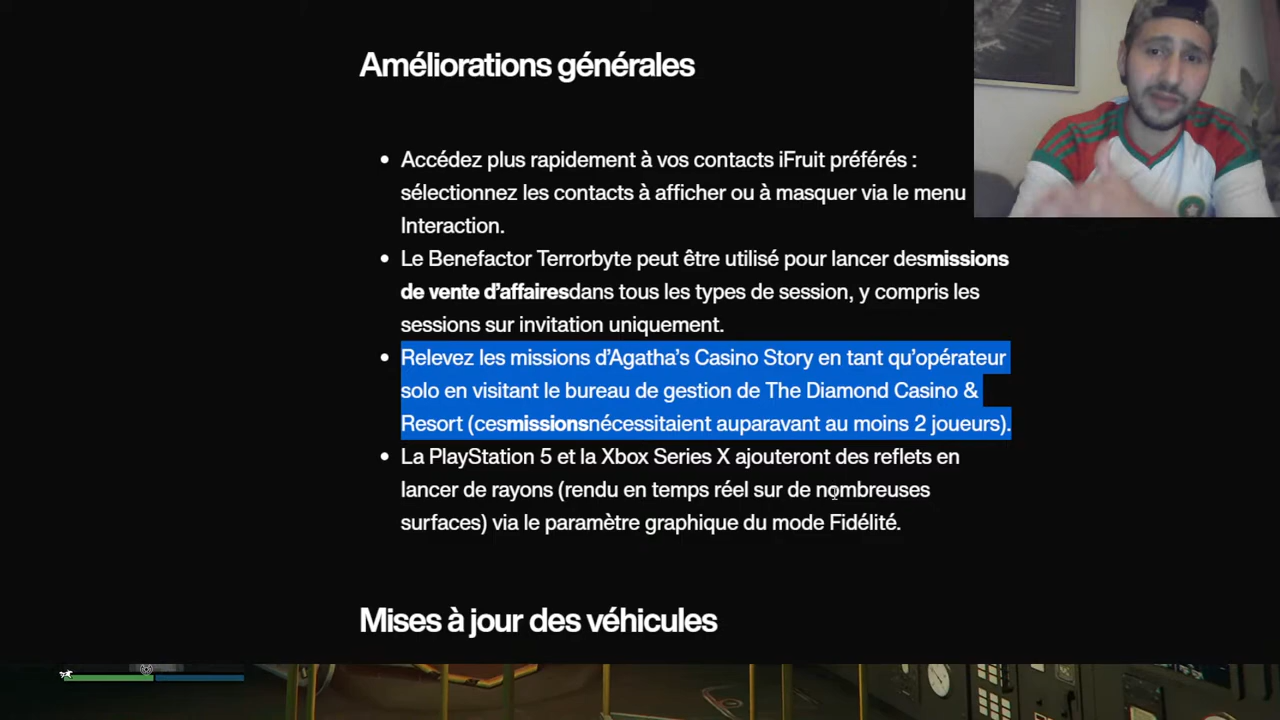 Améliorations générales
Accédez plus rapidement à vos contacts iFruit préférés :
sélectionnez les contacts à afficher ou à masquer via le menu
Interaction.
Le Benefactor Terrorbyte peut être utilisé pour lancer desmissions
de vente d’affairesdans tous les types de session, y compris les
sessions sur invitation uniquement.
Relevez les missions d’Agatha’s Casino Story en tant qu’opérateur
solo en visitant le bureau de gestion de The Diamond Casino &
Resort (cesmissionsnécessitaient auparavant au moins 2 joueurs).
La PlayStation 5 et la Xbox Series X ajouteront des reflets en
lancer de rayons (rendu en temps réel sur de nombreuses
surfaces) via le paramètre graphique du mode Fidélité.
Mises à jour des véhicules